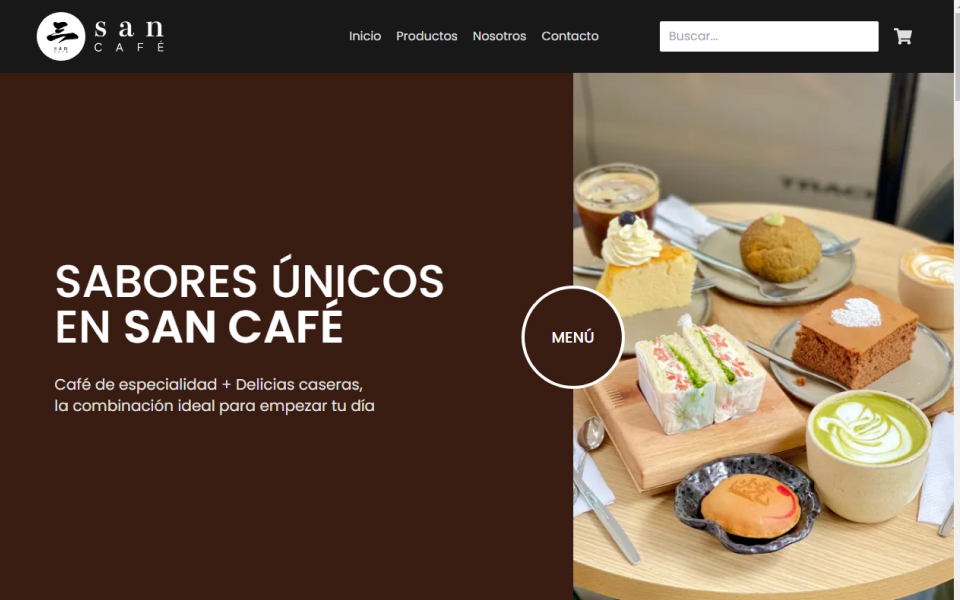 san
CAFÉ
Inicio Productos Nosotros Contacto
Buscar...
SABORES ÚNICOS
EN SAN CAFÉ
Café de especialidad + Delicias caseras,
la combinación ideal para empezar tu día
MENÚ